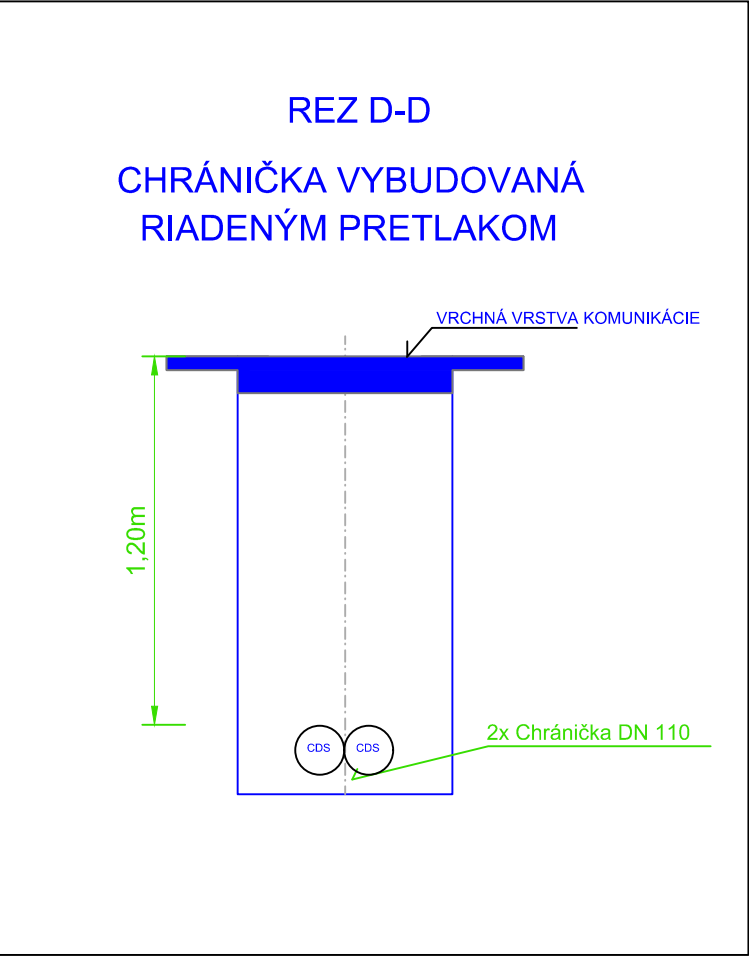 REZ D-D
CHRÁNIČKA VYBUDOVANÁ
RIADENÝM PRETLAKOM
VRCHNÁ VRSTVA KOMUNIKÁCIE
1,20m
CDS CDS
2x Chránička DN 110